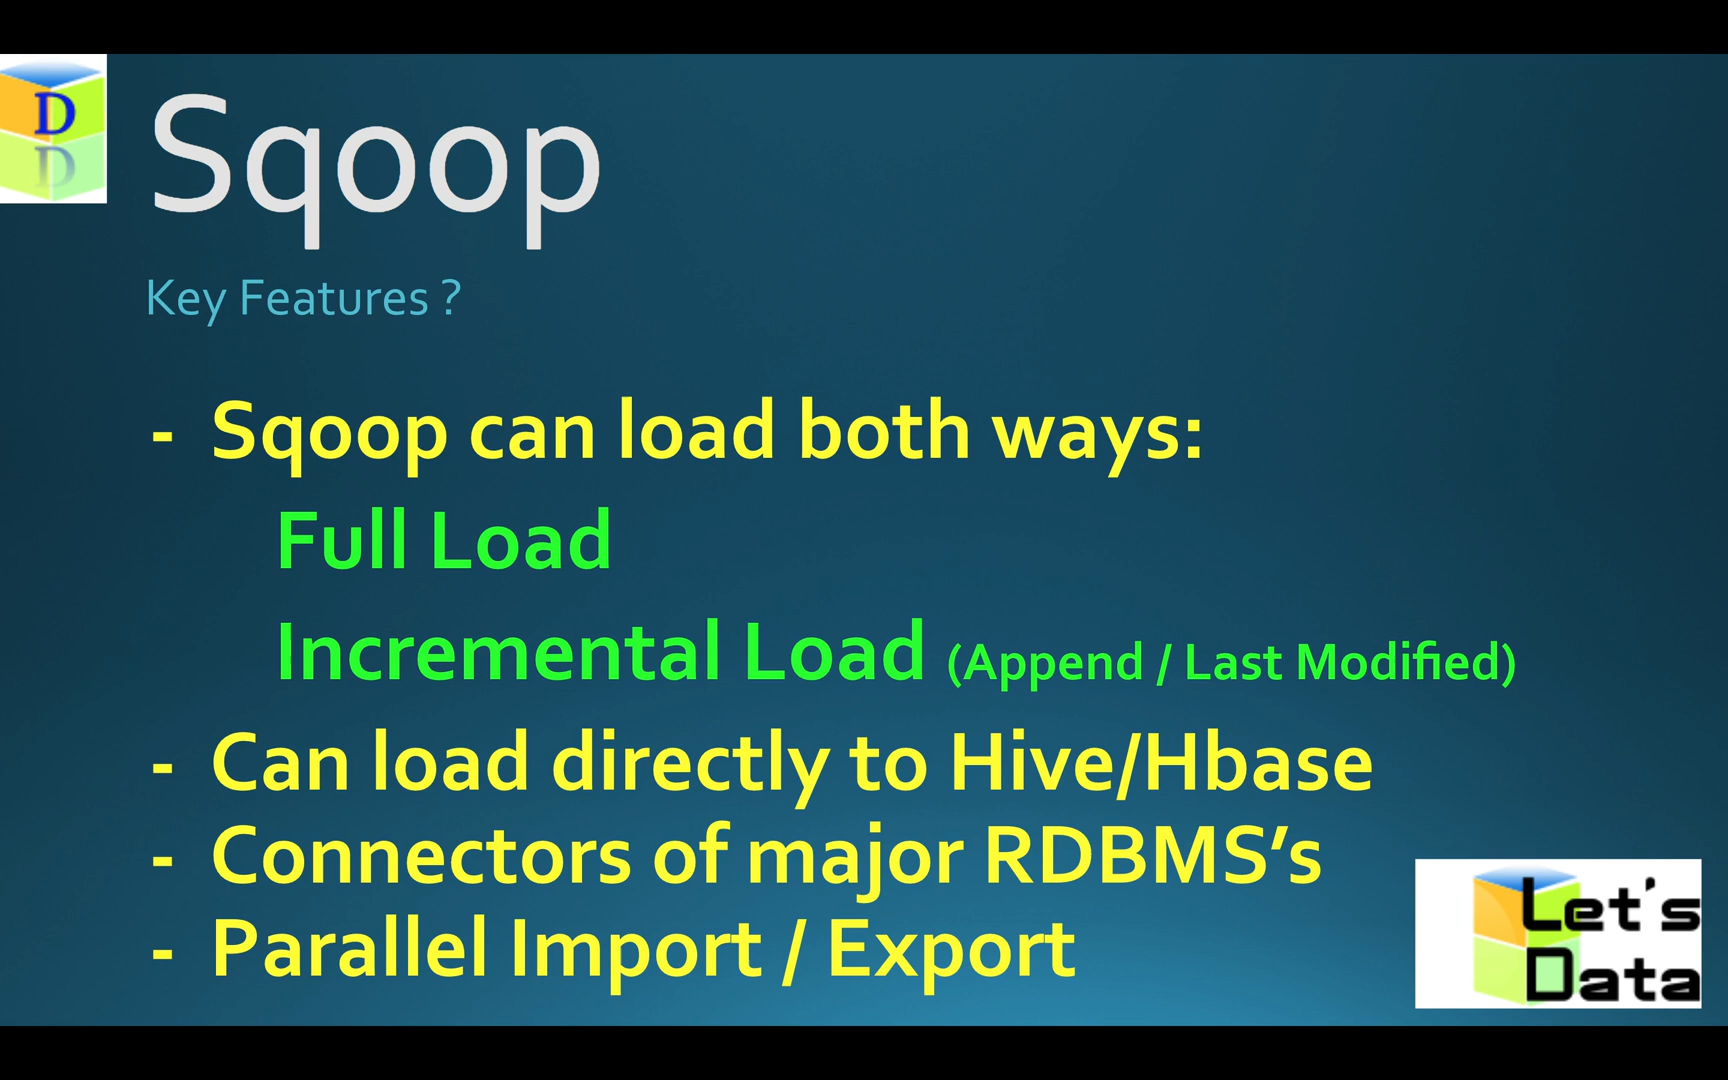 D
D
Sqoop
Key Features ?
- Sqoop can load both ways:
Full Load
Incremental Load (Append / Last Modified)
- Can load directly to Hive/Hbase
- Connectors of major RDBMS’s
- Parallel Import / Export
Let's
Data